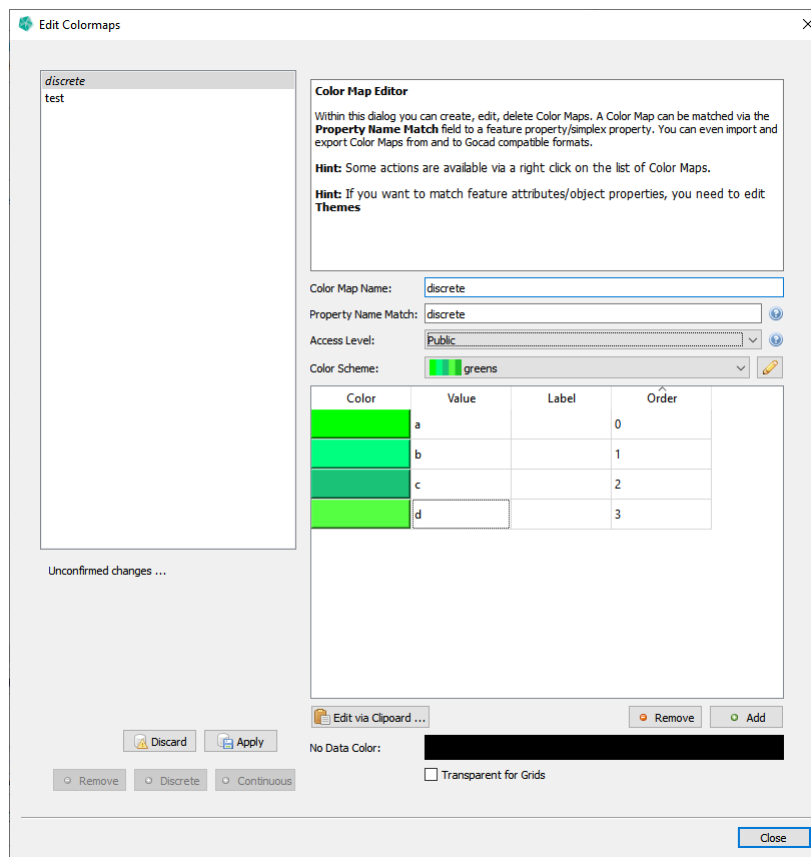 Edit Colormaps
discrete
test
Color Map Editor
Within this dialog you can create, edit, delete Color Maps. A Color Map can be matched via the
Property Name Match field to a feature property/simplex property. You can even import and
export Color Maps from and to Gocad compatible formats.
Hint: Some actions are available via a right click on the list of Color Maps.
Hint: If you want to match feature attributes/object properties, you need to edit
Themes
Color Map Name: discrete
Property Name Match: discrete
Access Level: Public
Color Scheme: greens
Color Value Label Order
a 0
b 1
c 2
d 3
Unconfirmed changes ...
Edit via Clipoard ... Remove Add
Discard Apply
No Data Color:
Remove Discrete Continuous
Transparent for Grids
Close